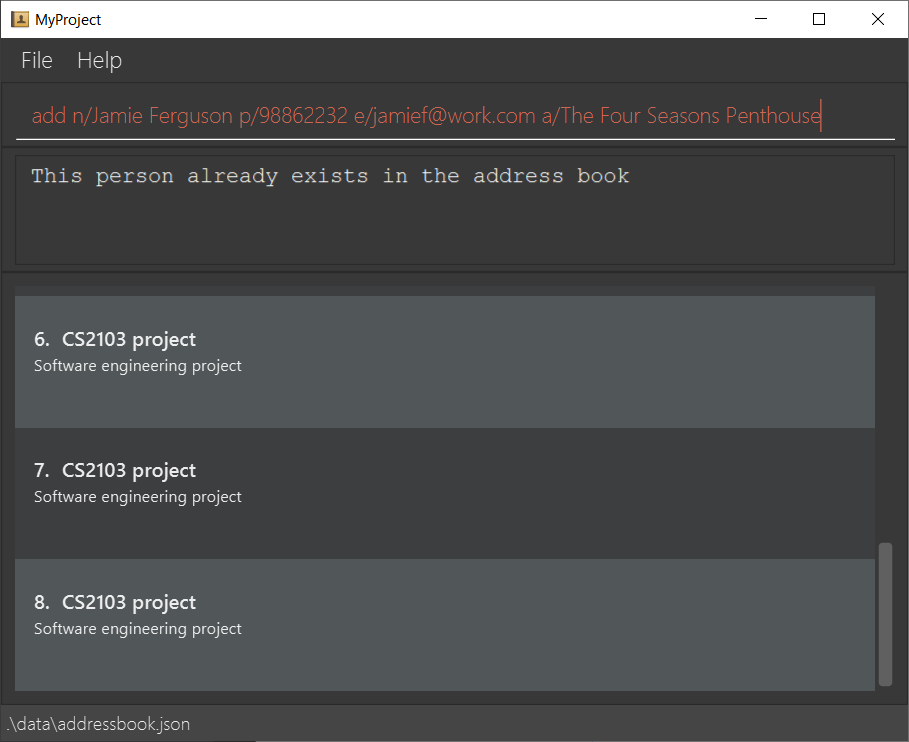 MyProject
File Help
add n/Jamie Ferguson p/98862232 e/jamief@work.com a/The Four Seasons Penthouse
This person already exists in the address book
6. CS2103 project
Software engineering project
7. CS2103 project
Software engineering project
8. CS2103 project
Software engineering project
.\data\addressbook.json